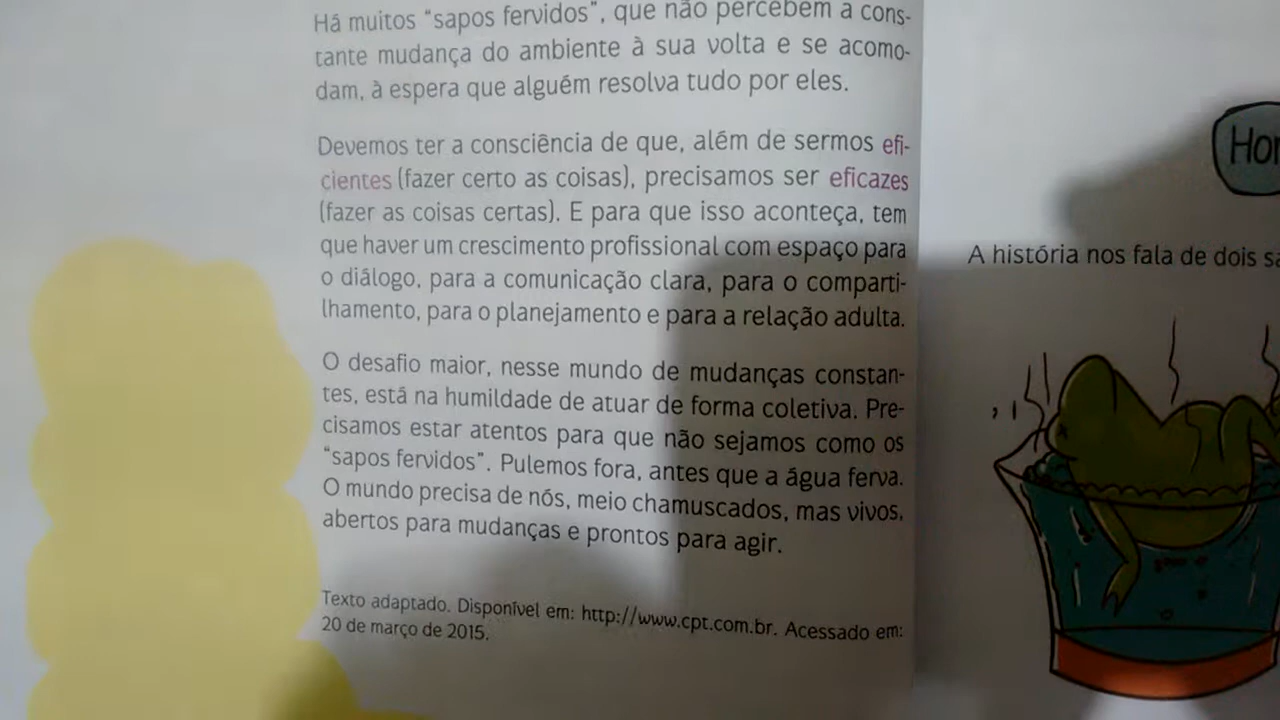 Há muitos “sapos fervidos”, que não percebem a cons-
tante mudança do ambiente à sua volta e se acomo-
dam, à espera que alguém resolva tudo por eles.
Devemos ter a consciência de que, além de sermos efi-
cientes (fazer certo as coisas), precisamos ser eficazes
(fazer as coisas certas). E para que isso aconteça, tem
que haver um crescimento profissional com espaço para
o diálogo, para a comunicação clara, para o comparti-
lhamento, para o planejamento e para a relação adulta.
O desafio maior, nesse mundo de mudanças constan-
tes, está na humildade de atuar de forma coletiva. Pre-
cisamos estar atentos para que não sejamos como os
“sapos fervidos”. Pulemos fora, antes que a água ferva.
O mundo precisa de nós, meio chamuscados, mas vivos,
abertos para mudanças e prontos para agir.
Texto adaptado. Disponível em: http://www.cpt.com.br. Acessado em:
20 de março de 2015.
A história nos fala de dois